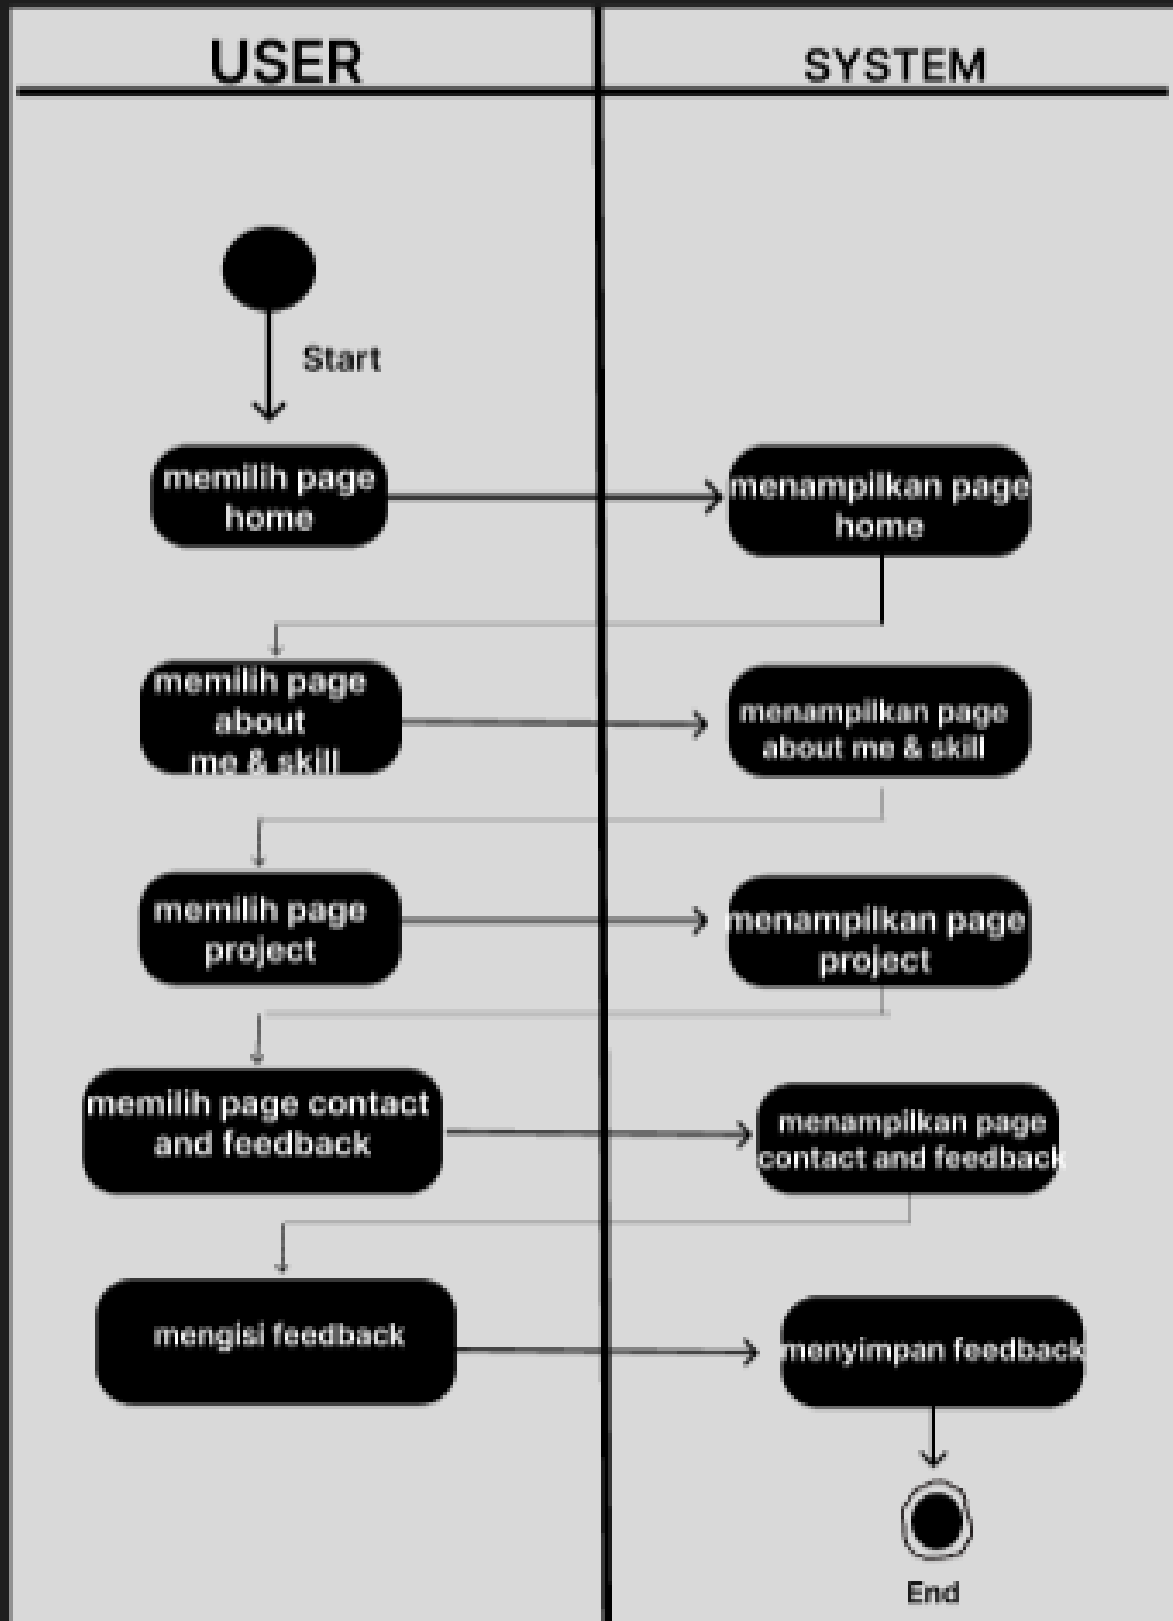 USER
SYSTEM
Start
memilih page
home
menampilkan page
home
memilih page
about
me & skill
menampilkan page
about me & skill
memilih page
project
menampilkan page
project
memilih page contact
and feedback
menampilkan page
contact and feedback
mengisi feedback
menyimpan feedback
End